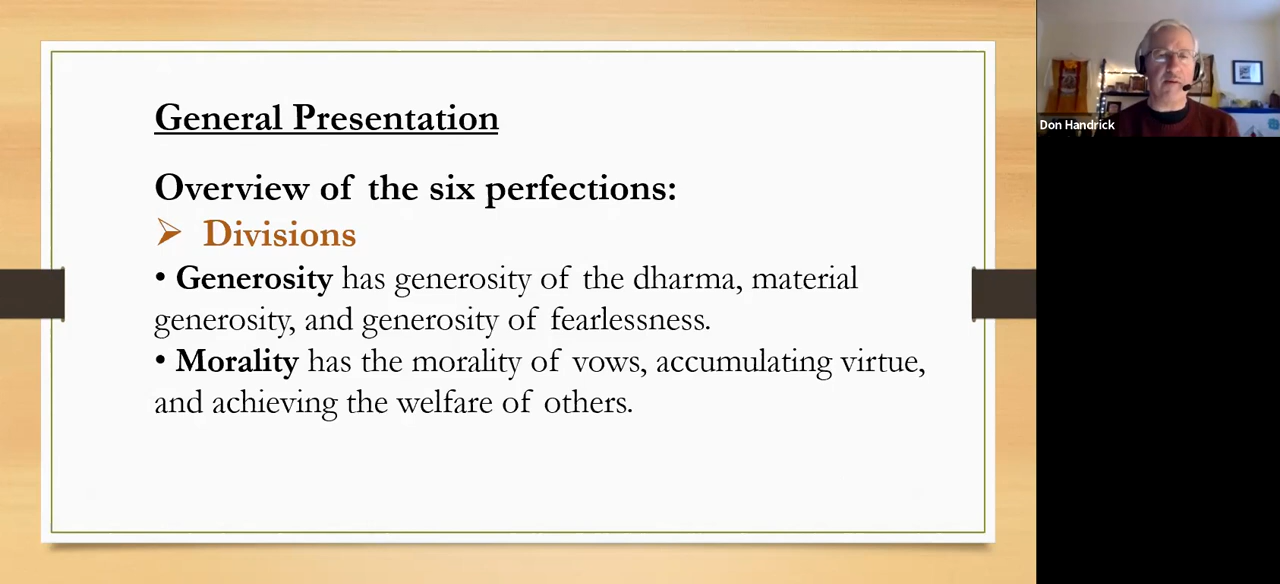 General Presentation
Overview of the six perfections:
➢ Divisions
• Generosity has generosity of the dharma, material
generosity, and generosity of fearlessness.
• Morality has the morality of vows, accumulating virtue,
and achieving the welfare of others.
Don Handrick